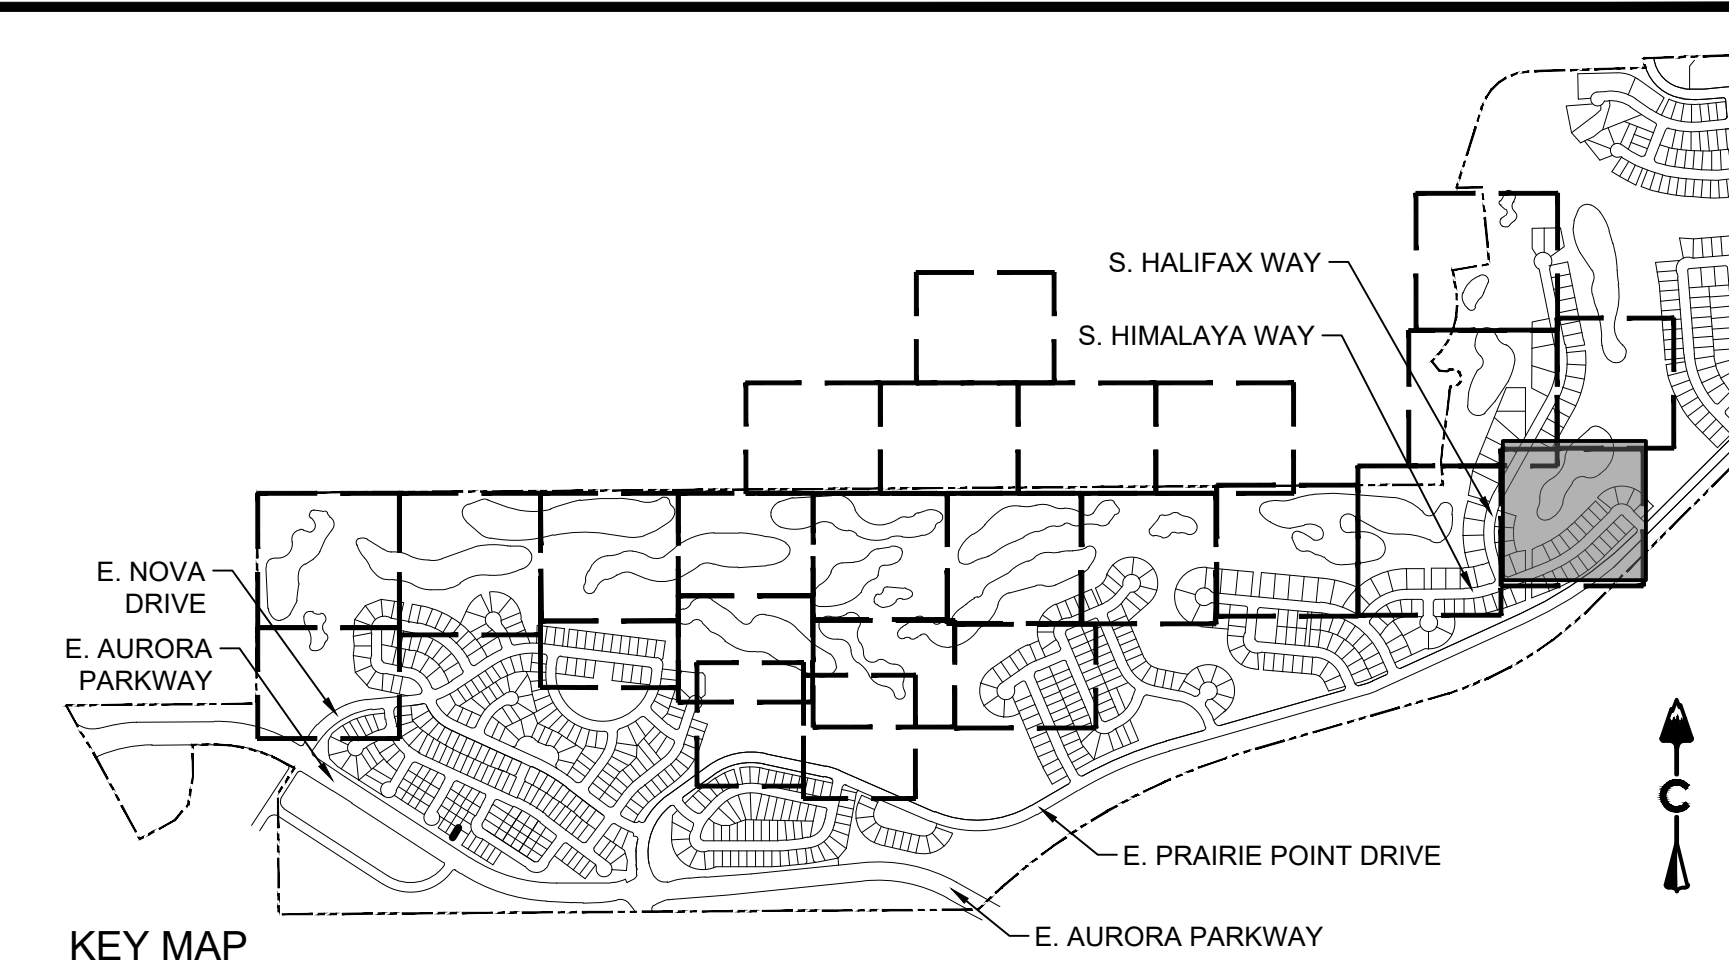 S. HALIFAX WAY
S. HIMALAYA WAY
E. NOVA
DRIVE
E. AURORA
PARKWAY
E. PRAIRIE POINT DRIVE
E. AURORA PARKWAY
KEY MAP
C